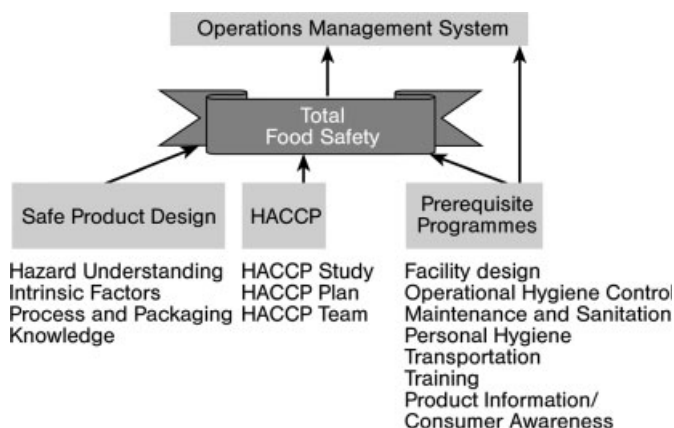 Operations Management System
Total
Food Safety
Safe Product Design
HACCP
Prerequisite
Programmes
Hazard Understanding
Intrinsic Factors
Process and Packaging
Knowledge
HACCP Study
HACCP Plan
HACCP Team
Facility design
Operational Hygiene Control
Maintenance and Sanitation
Personal Hygiene
Transportation
Training
Product Information/
Consumer Awareness